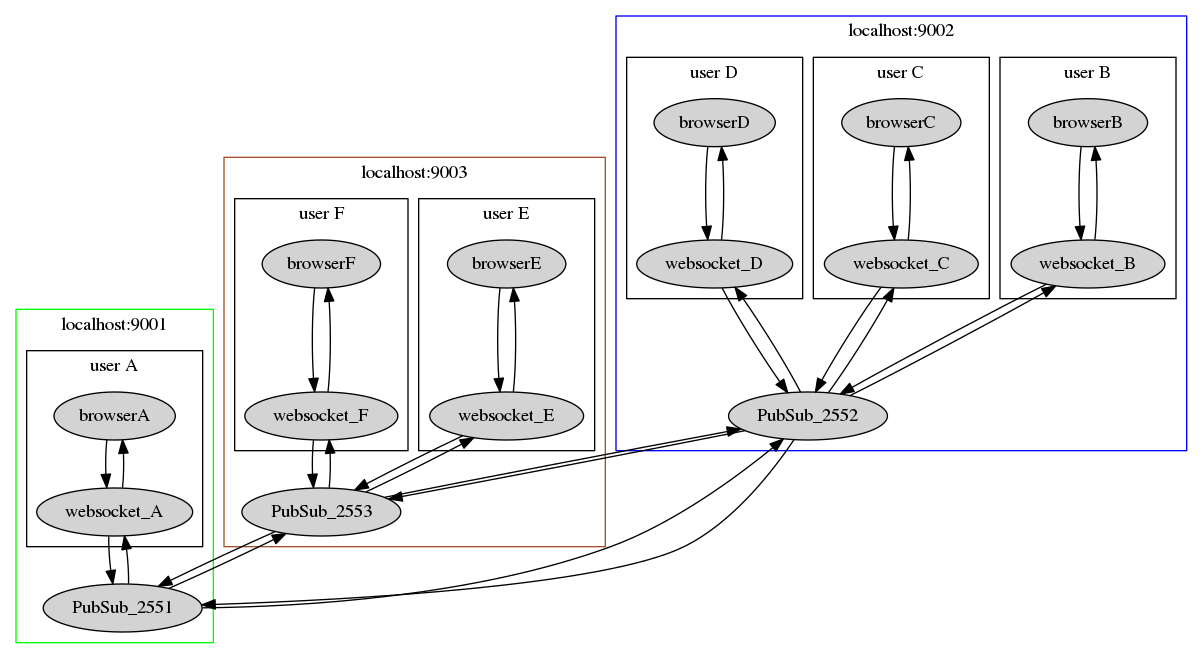 localhost:9002
user D
user C
user B
browserD
browserC
browserB
websocket_D
websocket_C
websocket_B
PubSub_2552
localhost:9003
user F
user E
browserF
browserE
websocket_F
websocket_E
PubSub_2553
localhost:9001
user A
browserA
websocket_A
PubSub_2551